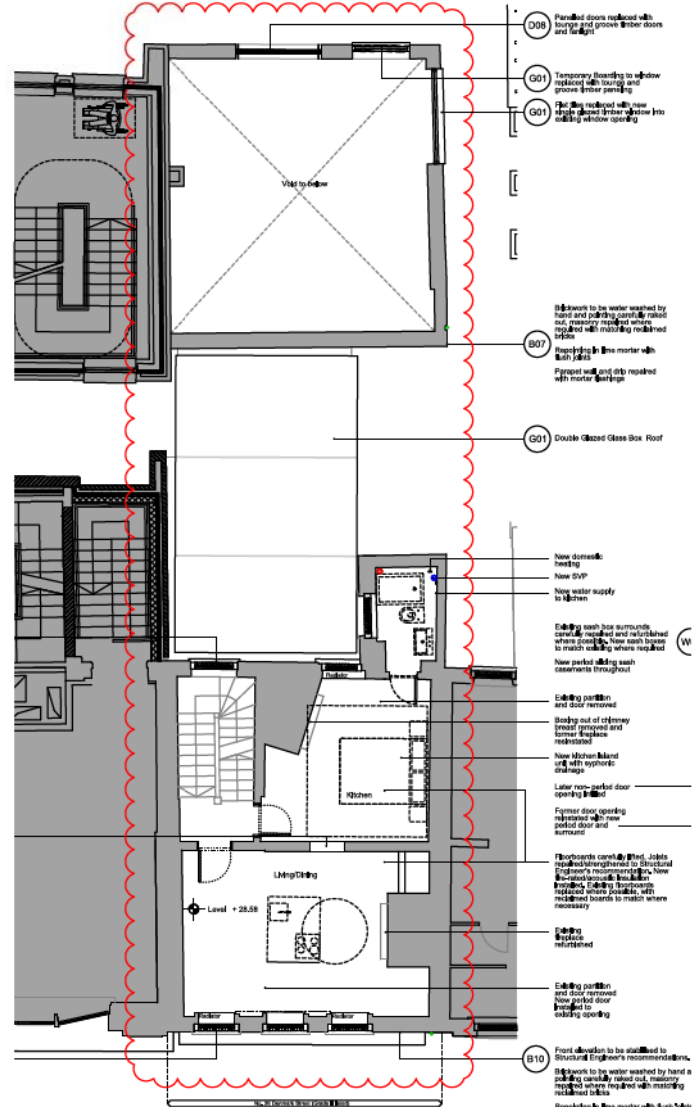 D08
Panelled doors replaced with
tounge and groove timber doors
and fanlight
G01
Temporary Boarding to window
replaced with tounge and
groove timber paneling
G01
Flat tiles replaced with new
single glazed timber window into
existing window opening
Void to below
Brickwork to be water washed by
hand and pointing carefully raked
out, masonry repaired where
required with matching reclaimed
bricks
B07
Repointing in lime mortar with
flush joints
Parapet wall and drip repaired
with mortar flashings
G01
Double Glazed Glass Box Roof
New domestic
heating
New SVP
New water supply
to kitchen
Existing sash box surrounds
carefully repaired and refurbished
where possible. New sash boxes
to match existing where required
New period sliding sash
casements throughout
Radiator
Existing partition
and door removed
Boxing out of chimney
breast removed and
former fireplace
resinstated
New kitchen island
unit with syphonic
drainage
Kitchen
Later non- period door
opening infilled
Former door opening
reinstated with new
period door and
surround
Living/Dining
Floorboards carefully lifted, Joists
repaired/strengthened to Structural
Engineer's recommendation. New
fire-rated/acoustic insulation
installed. Existing floorboards
replaced where possible, with
reclaimed boards to match where
necessary
Level + 28.58
Existing
fireplace
refurbished
Existing partition
and door removed
New period door
installed to
existing opening
Radiator
Radiator
B10
Front elevation to be stabilised to
Structural Engineer's recommendations.
Brickwork to be water washed by hand a
pointing carefully raked out, masonry
repaired where required with matching
reclaimed bricks